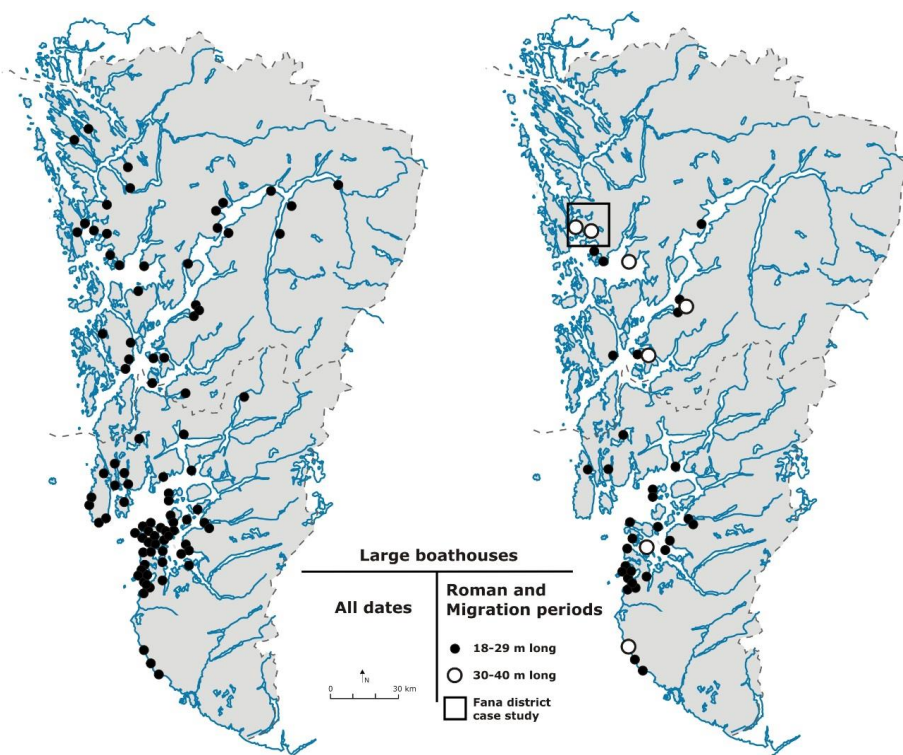 Large boathouses
All dates
Roman and
Migration periods
18-29 m long
30-40 m long
Fana district
case study
N
0
30 km